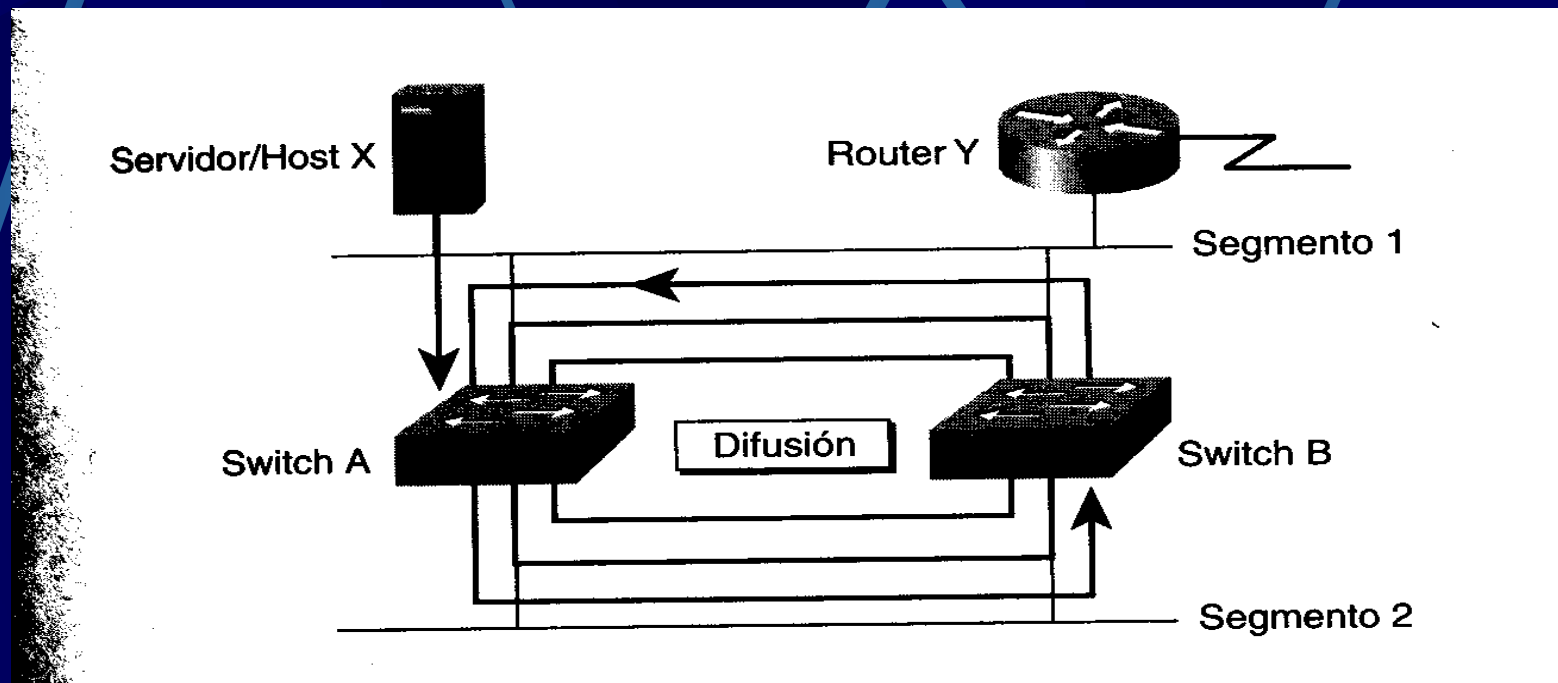 Servidor/Host X
Router Y
Segmento 1
Switch A
Difusión
Switch B
Segmento 2